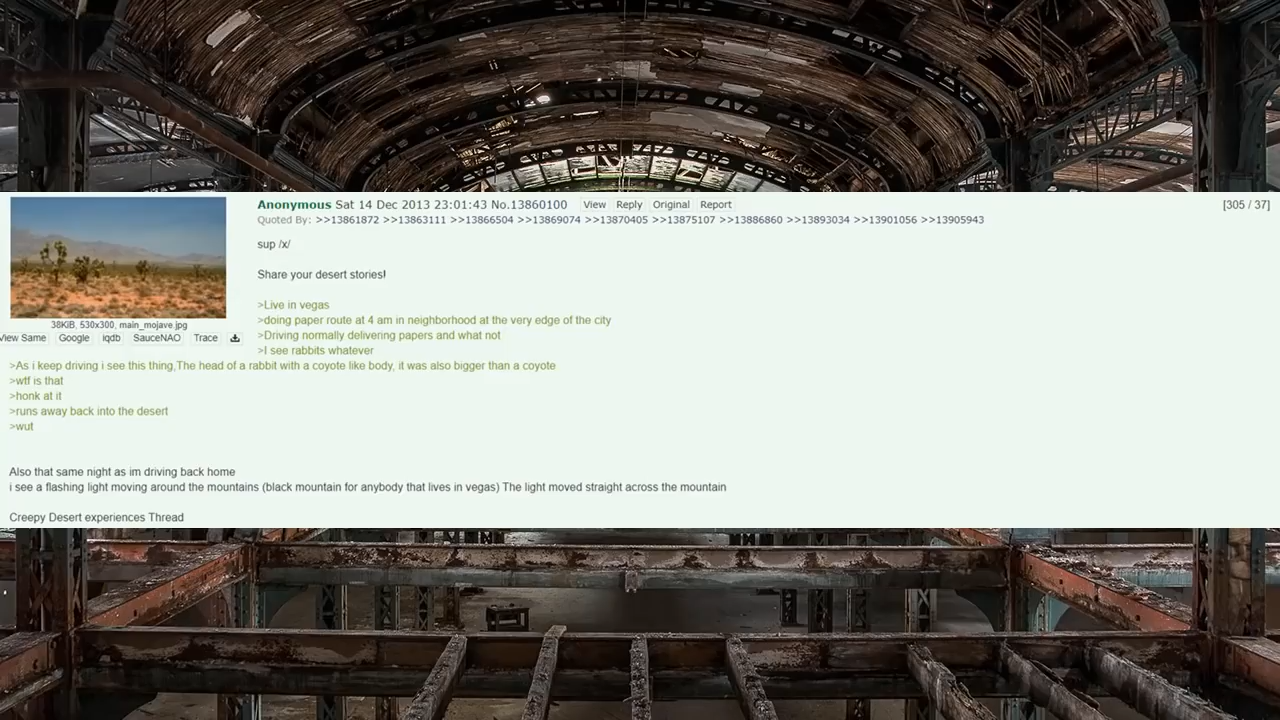 Anonymous Sat 14 Dec 2013 23:01:43 No.13860100 View Reply Original Report [305 / 37]
Quoted By: >>13861872 >>13863111 >>13866504 >>13869074 >>13870405 >>13875107 >>13886860 >>13893034 >>13901056 >>13905943
sup /x/
Share your desert stories!
>Live in vegas
>doing paper route at 4 am in neighborhood at the very edge of the city
>Driving normally delivering papers and what not
>I see rabbits whatever
38KiB, 530x300, main_mojave.jpg
View Same Google iqdb SauceNAO Trace
>As i keep driving i see this thing,The head of a rabbit with a coyote like body, it was also bigger than a coyote
>wtf is that
>honk at it
>runs away back into the desert
>wut
Also that same night as im driving back home
i see a flashing light moving around the mountains (black mountain for anybody that lives in vegas) The light moved straight across the mountain
Creepy Desert experiences Thread